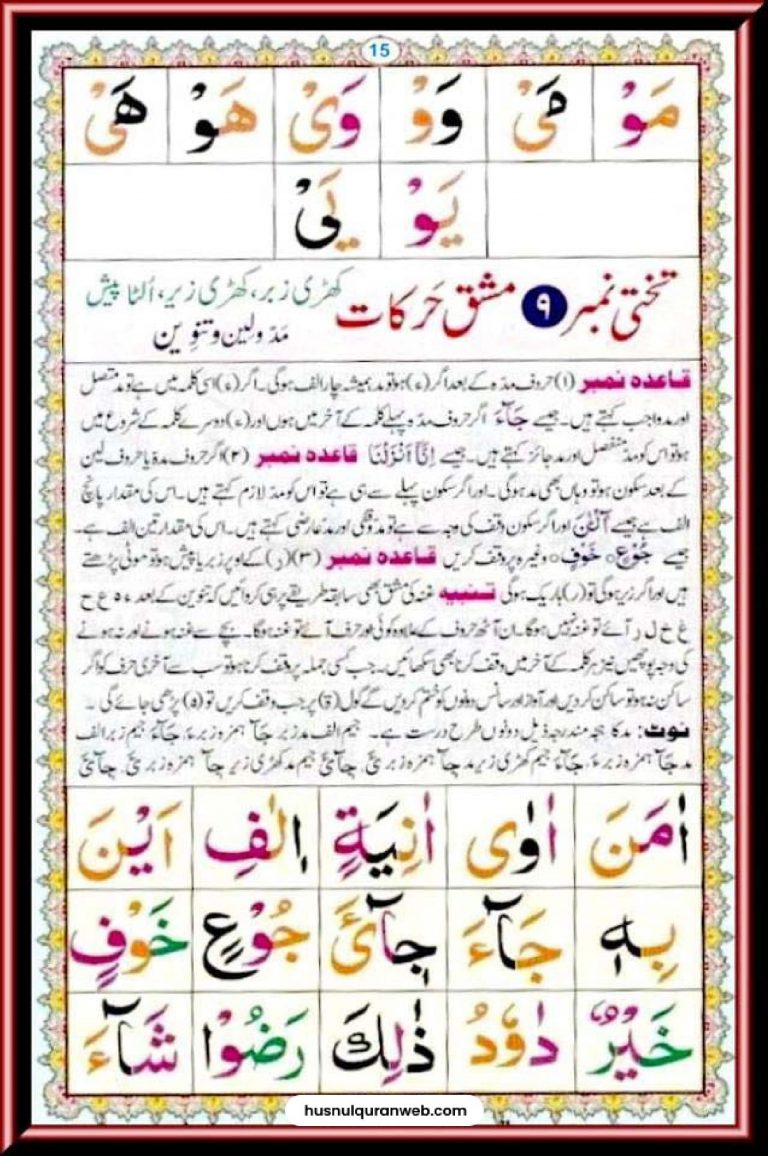 15
مَوْ مَیْ وَوْ وَیْ هَوْ هَیْ
یَوْ یَیْ
تختی نمبر ۹ مشق حَرکات کھڑی زبر، کھڑی زیر، اُلٹا پیش
مَدّ و لین و تنوین
قاعدہ نمبر (۱) حروف مدّہ کے بعد اگر (ء) ہو تو مد ہمیشہ چار الف ہوگی۔ اگر (ء) اسی کلمہ میں ہے تو مد متصل
اور مد واجب کہتے ہیں۔ جیسے جَآءَ اگر حروف مدّہ پہلے کلمہ کے آخر میں ہوں اور (ء) دوسرے کلمہ کے شروع میں
ہو تو اس کو مد منفصل اور مد جائز کہتے ہیں۔ جیسے اِنَّاۤ اَنْزَلْنَا قاعدہ نمبر (۲) اگر حروف مدّہ یا حروف لین
کے بعد سکون ہو تو وہاں بھی مد ہوگی۔ اور اگر سکون پہلے سے ہی ہے تو اس کو مد لازم کہتے ہیں۔ اس کی مقدار پانچ
الف ہے جیسے آٰلْـٰٔنَ اور اگر سکون وقف کی وجہ سے ہے تو مد وقفی اور مد عارضی کہتے ہیں۔ اس کی مقدار تین الف ہے۔
جیسے جُوْعٍ ○ خَوْفٍ ○ وغیرہ پر وقف کریں قاعدہ نمبر (۳) (ر) کے اوپر زبر یا پیش ہو تو موٹی پڑھتے
ہیں اور اگر زیر ہوگی تو (ر) باریک ہوگی تنبیہ غنہ کی مشق بھی سابقہ طریقے پر ہی کروائیں کہ تنوین کے بعد ء ہ ع ح
غ خ ل ر آئے تو غنہ نہیں ہوگا۔ ان آٹھ حروف کے علاوہ کوئی اور حرف آئے تو غنہ ہوگا۔ بچے سے غنہ ہونے اور نہ ہونے
کی وجہ پوچھیں نیز ہر کلمہ کے آخر میں وقف کرنا بھی سکھائیں۔ جب کسی جملہ پر وقف کرنا ہو تو سب سے آخری حرف کو اگر
ساکن نہ ہو تو ساکن کردیں اور آواز اور سانس دونوں کو ختم کردیں گے گول (ۃ) پر جب وقف کریں تو (ہ) پڑھی جائے گی۔
نوٹ: مد کا ہجہ مندرجہ ذیل دونوں طرح درست ہے۔ جیم الف مد زبر جَآ ہمزہ زبر ءَ، جَآءَ جیم زبر الف
مد جَآ ہمزہ زبر ءَ، جَآءَ جیم کھڑی زیر مد جِآ ہمزہ زبر ئَ، جِآئَ جیم مد کھڑی زیر جِآ ہمزہ زبر ئَ، جِآئَ
اٰمَنَ اٰوٰی اٰنِیَةٍ اِلٰفِ اَیْنَ
بِهٖ جَآءَ جِآیْٓئَ جُوْعٍ خَوْفٍ
خَیْرٌ دَاوٗدُ ذٰلِكَ رَضُوْا شَآءَ
husnulquranweb.com